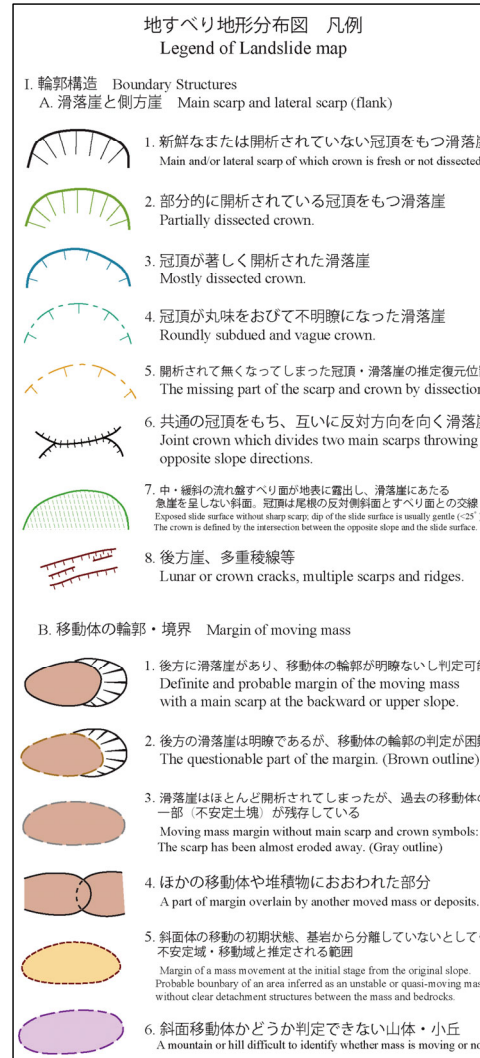 地すべり地形分布図　凡例
Legend of Landslide map
I. 輪郭構造　Boundary Structures
A. 滑落崖と側方崖　Main scarp and lateral scarp (flank)
1. 新鮮なまたは開析されていない冠頂をもつ滑落崖
Main and/or lateral scarp of which crown is fresh or not dissected
2. 部分的に開析されている冠頂をもつ滑落崖
Partially dissected crown.
3. 冠頂が著しく開析された滑落崖
Mostly dissected crown.
4. 冠頂が丸味をおびて不明瞭になった滑落崖
Roundly subdued and vague crown.
5. 開析されて無くなってしまった冠頂・滑落崖の推定復元位
The missing part of the scarp and crown by dissection
6. 共通の冠頂をもち、互いに反対方向を向く滑落崖
Joint crown which divides two main scarps throwing
opposite slope directions.
7. 中・緩斜の流れ盤すべり面が地表に露出し、滑落崖にあたる
急崖を呈しない斜面。冠頂は尾根の反対側斜面とすべり面との交線
Exposed slide surface without sharp scarp; dip of the slide surface is usually gentle (<25°
The crown is defined by the intersection between the opposite slope and the slide surface.
8. 後方崖、多重稜線等
Lunar or crown cracks, multiple scarps and ridges.
B. 移動体の輪郭・境界　Margin of moving mass
1. 後方に滑落崖があり、移動体の輪郭が明瞭ないし判定可能
Definite and probable margin of the moving mass
with a main scarp at the backward or upper slope.
2. 後方の滑落崖は明瞭であるが、移動体の輪郭の判定が困難
The questionable part of the margin. (Brown outline)
3. 滑落崖はほとんど開析されてしまったが、過去の移動体の
一部（不安定土塊）が残存している
Moving mass margin without main scarp and crown symbols:
The scarp has been almost eroded away. (Gray outline)
4. ほかの移動体や堆積物におおわれた部分
A part of margin overlain by another moved mass or deposits.
5. 斜面体の移動の初期状態、基岩から分離していないとして
不安定域・移動域と推定される範囲
Margin of a mass movement at the initial stage from the original slope.
Probable bounbary of an area inferred as an unstable or quasi-moving mas
without clear detachment structures between the mass and bedrocks.
6. 斜面移動体かどうか判定できない山体・小丘
A mountain or hill difficult to identify whether mass is moving or no